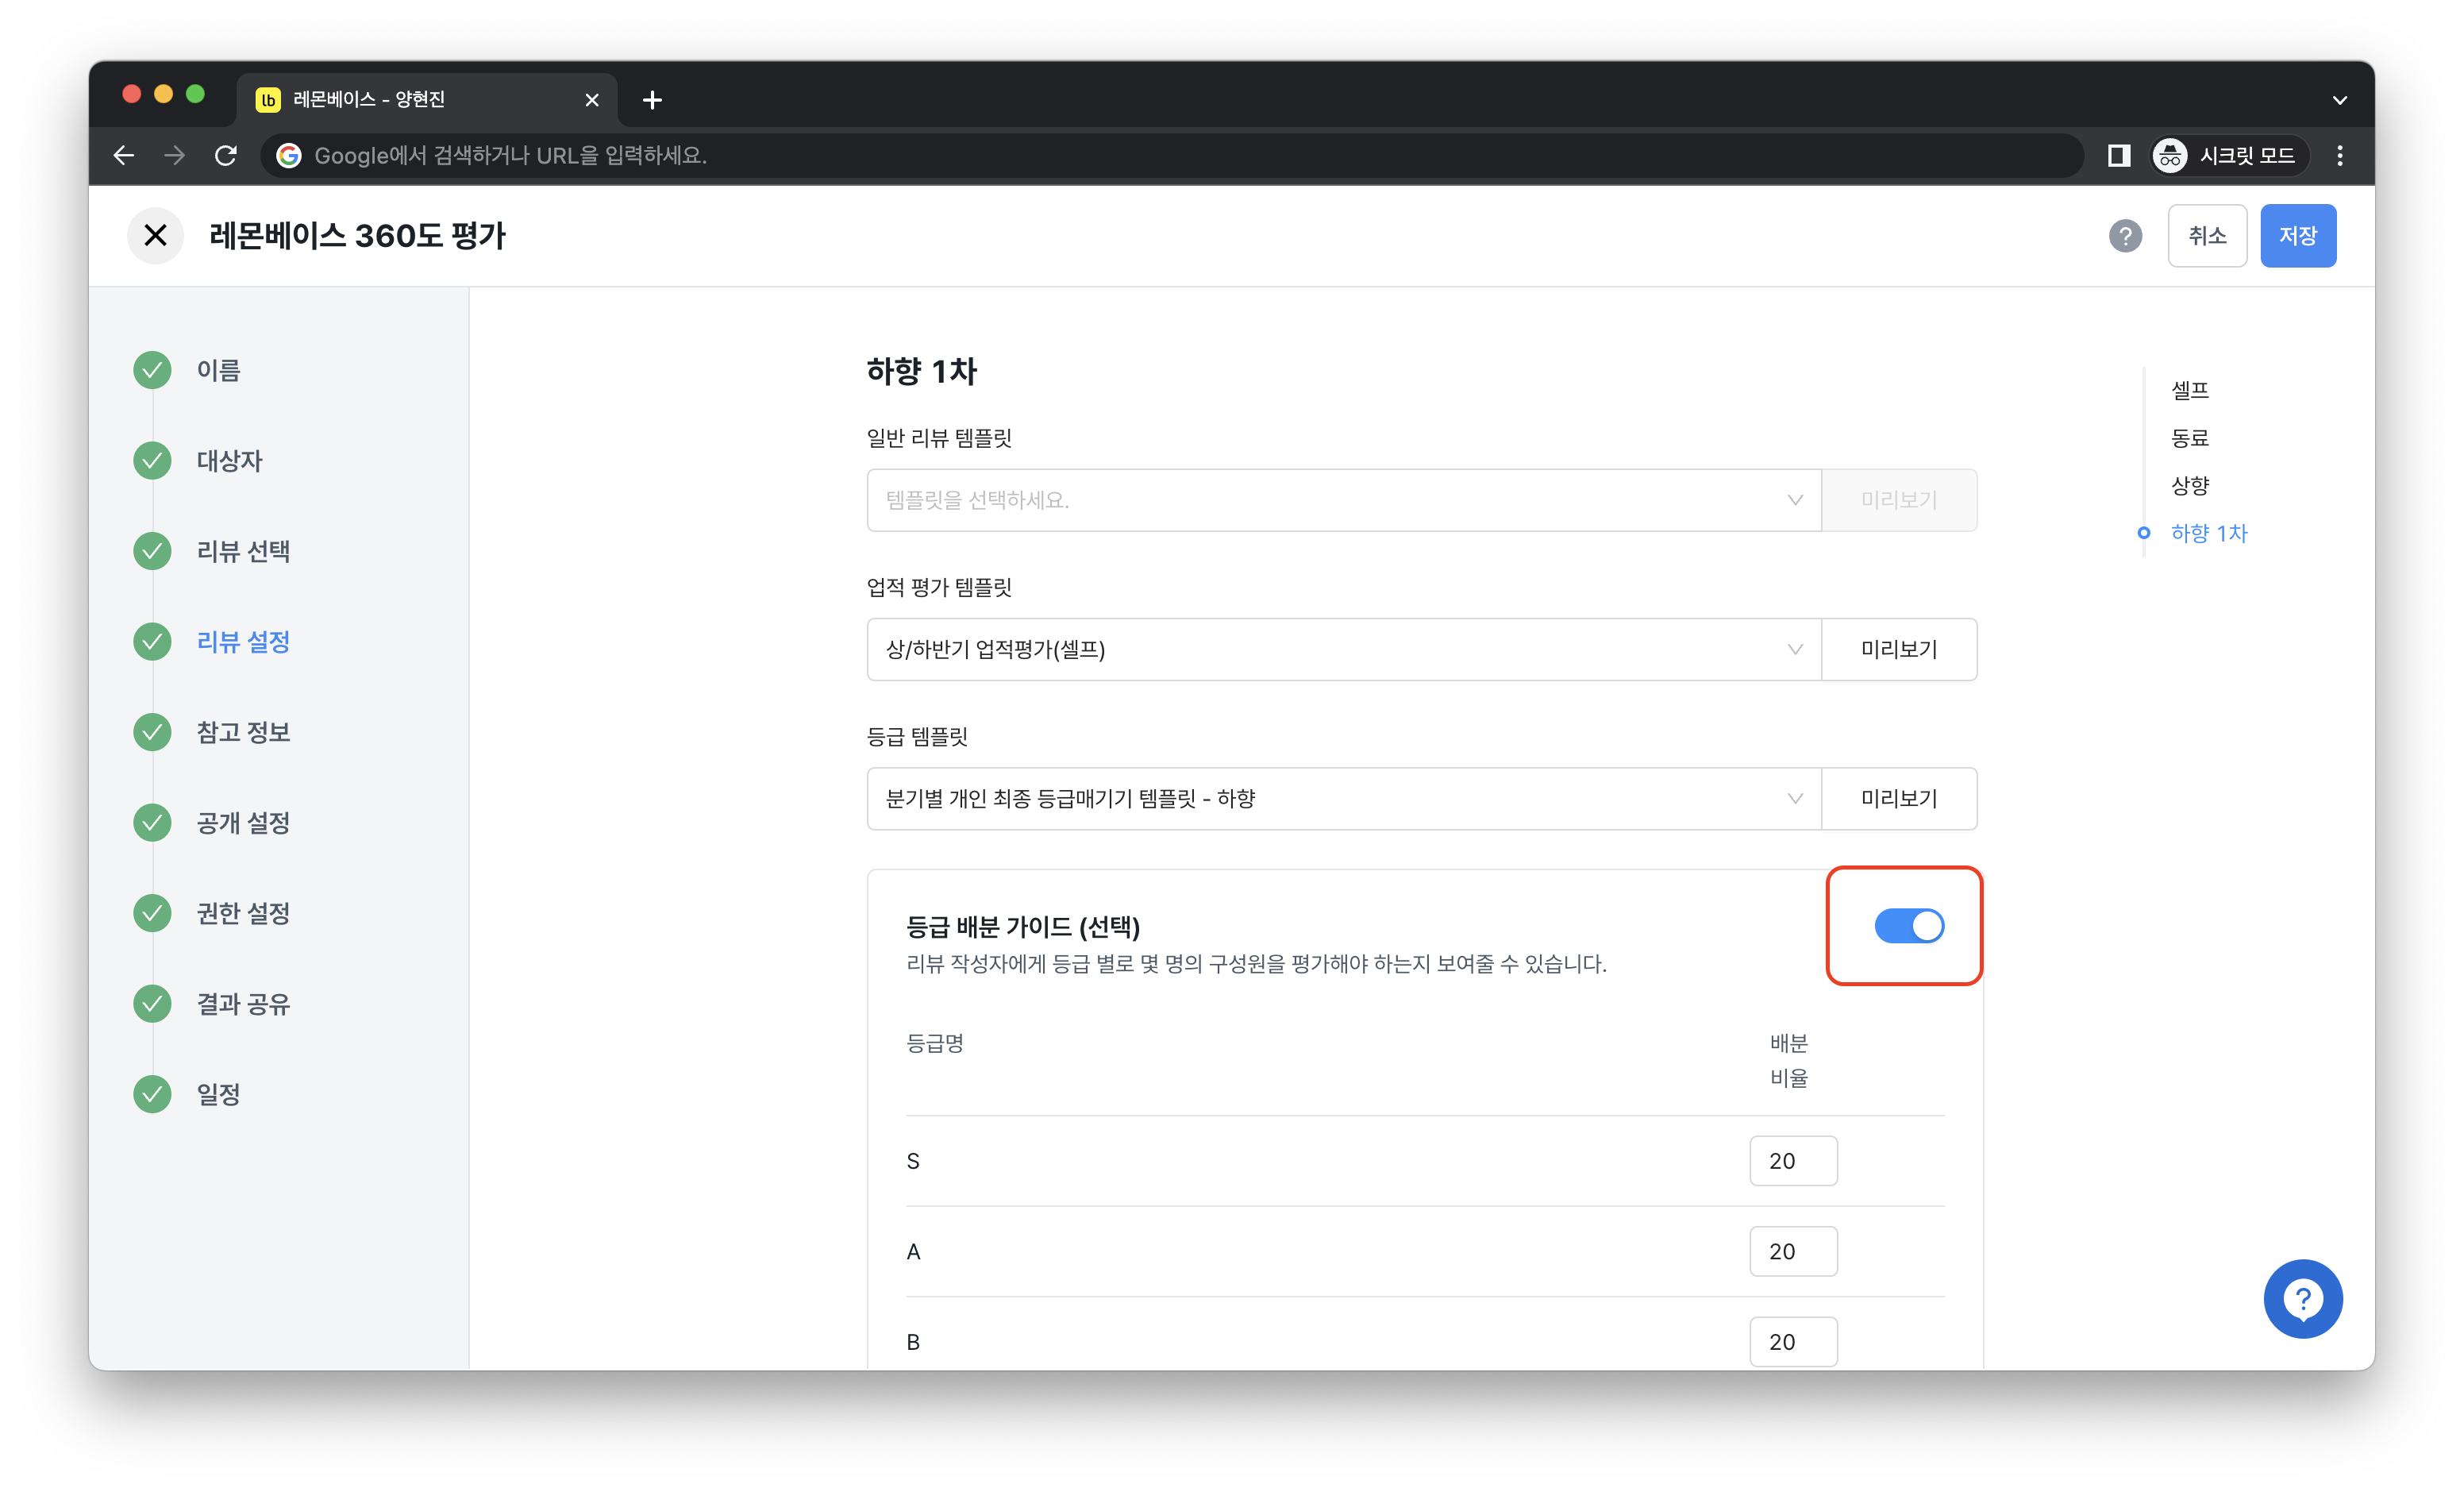 lb 레몬베이스 - 양현진
Google에서 검색하거나 URL을 입력하세요.
시크릿 모드
레몬베이스 360도 평가
?
취소
저장
이름
대상자
리뷰 선택
리뷰 설정
참고 정보
공개 설정
권한 설정
결과 공유
일정
하향 1차
일반 리뷰 템플릿
템플릿을 선택하세요.
미리보기
업적 평가 템플릿
상/하반기 업적평가(셀프)
미리보기
등급 템플릿
분기별 개인 최종 등급매기기 템플릿 - 하향
미리보기
등급 배분 가이드 (선택)
리뷰 작성자에게 등급 별로 몇 명의 구성원을 평가해야 하는지 보여줄 수 있습니다.
등급명
배분
비율
S 20
A 20
B 20
셀프
동료
상향
하향 1차
?